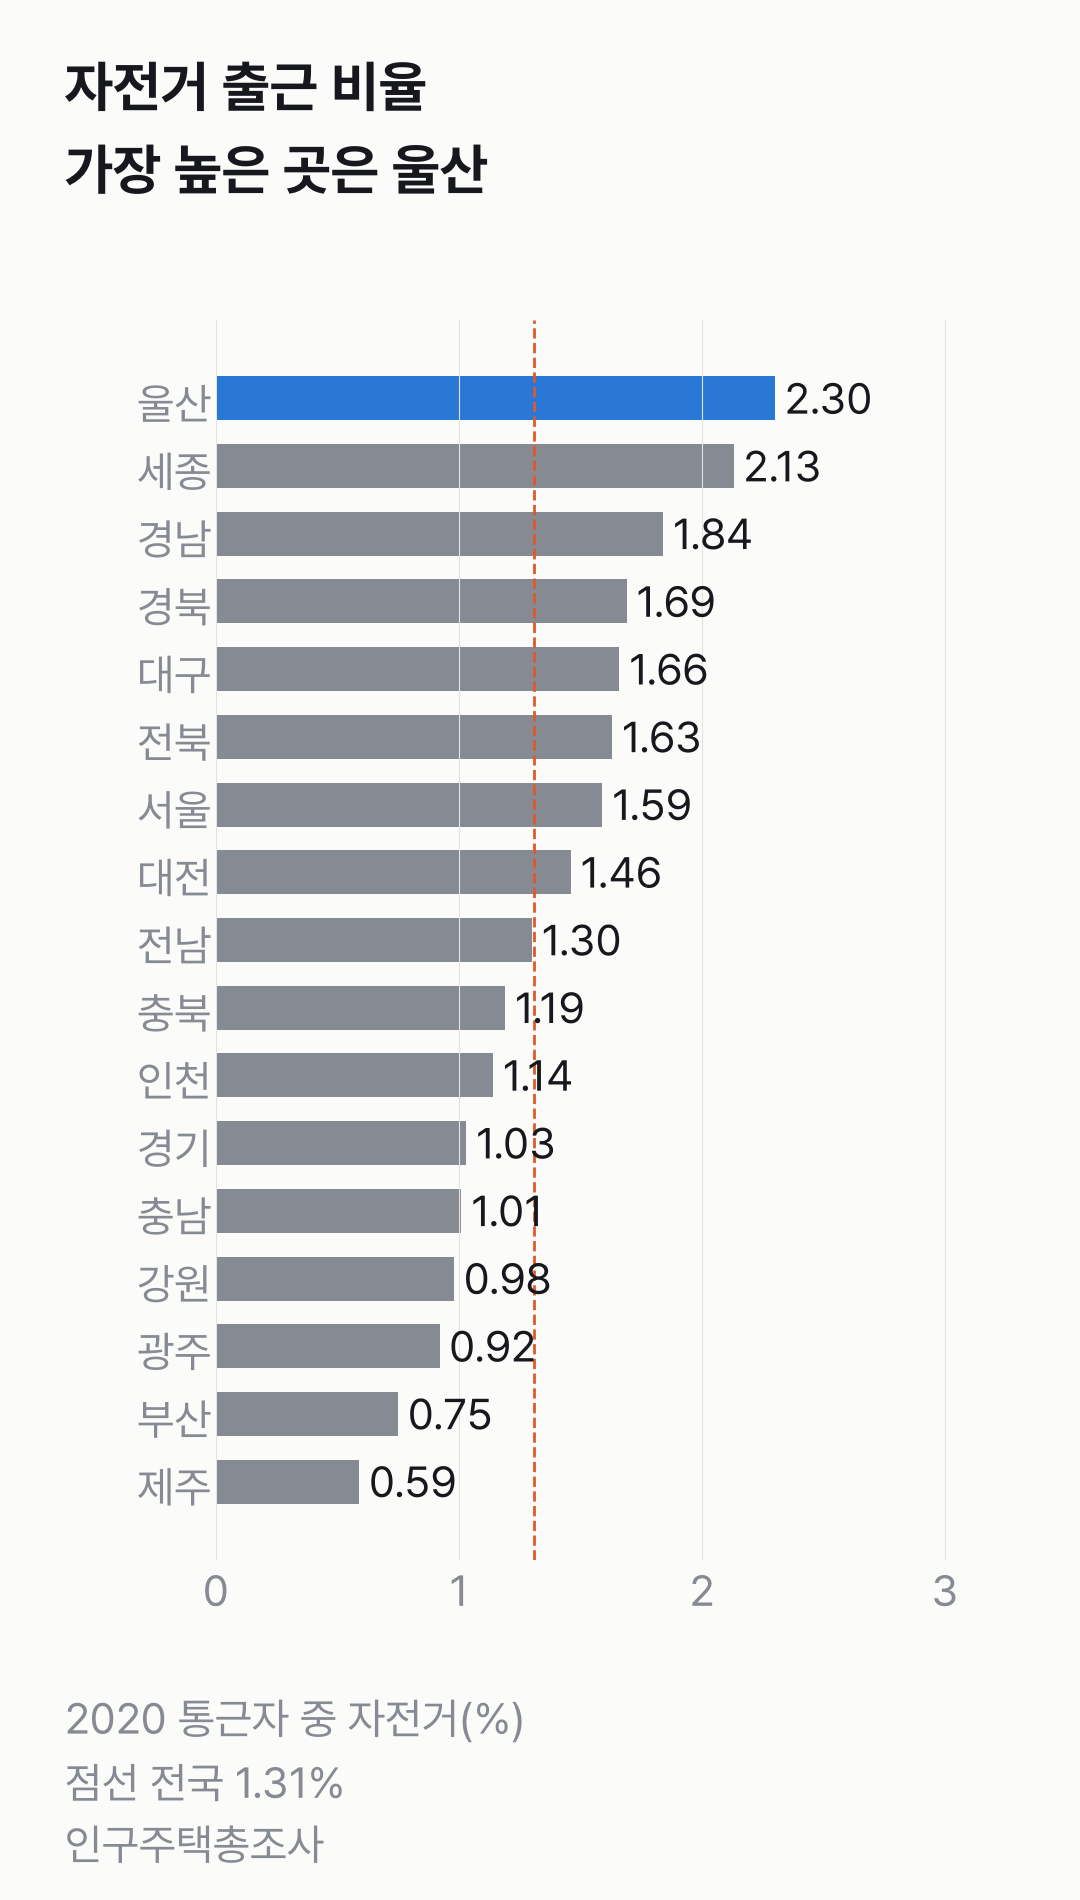 자전거 출근 비율
가장 높은 곳은 울산
울산 2.30
세종 2.13
경남 1.84
경북 1.69
대구 1.66
전북 1.63
서울 1.59
대전 1.46
전남 1.30
충북 1.19
인천 1.14
경기 1.03
충남 1.01
강원 0.98
광주 0.92
부산 0.75
제주 0.59
0 1 2 3
2020 통근자 중 자전거(%)
점선 전국 1.31%
인구주택총조사